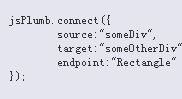 jsPlumb.connect({
        source:"someDiv",
        target:"someOtherDiv"
        endpoint:"Rectangle"
});